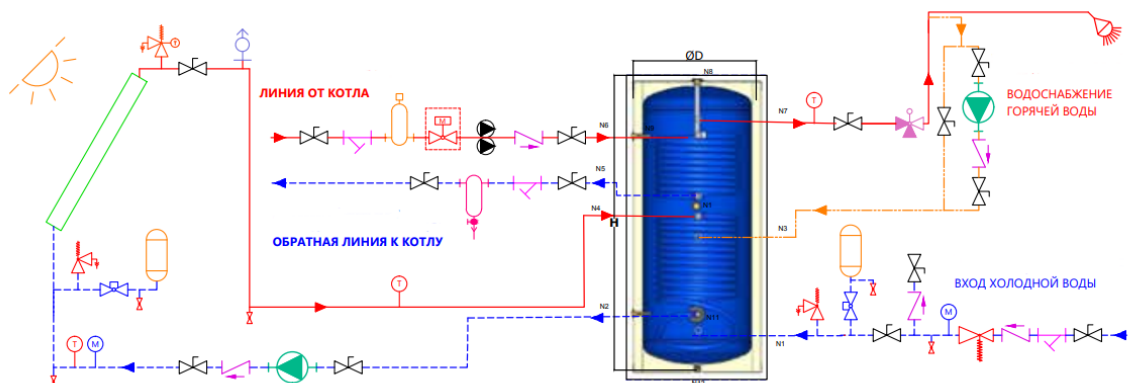 ØD
N8
ЛИНИЯ ОТ КОТЛА
N7
T
M
N6
N9
ВОДОСНАБЖЕНИЕ
ГОРЯЧЕЙ ВОДЫ
N5
N4
N1
H
N3
ОБРАТНАЯ ЛИНИЯ К КОТЛУ
T
ВХОД ХОЛОДНОЙ ВОДЫ
N2
N11
M
N1
T
M